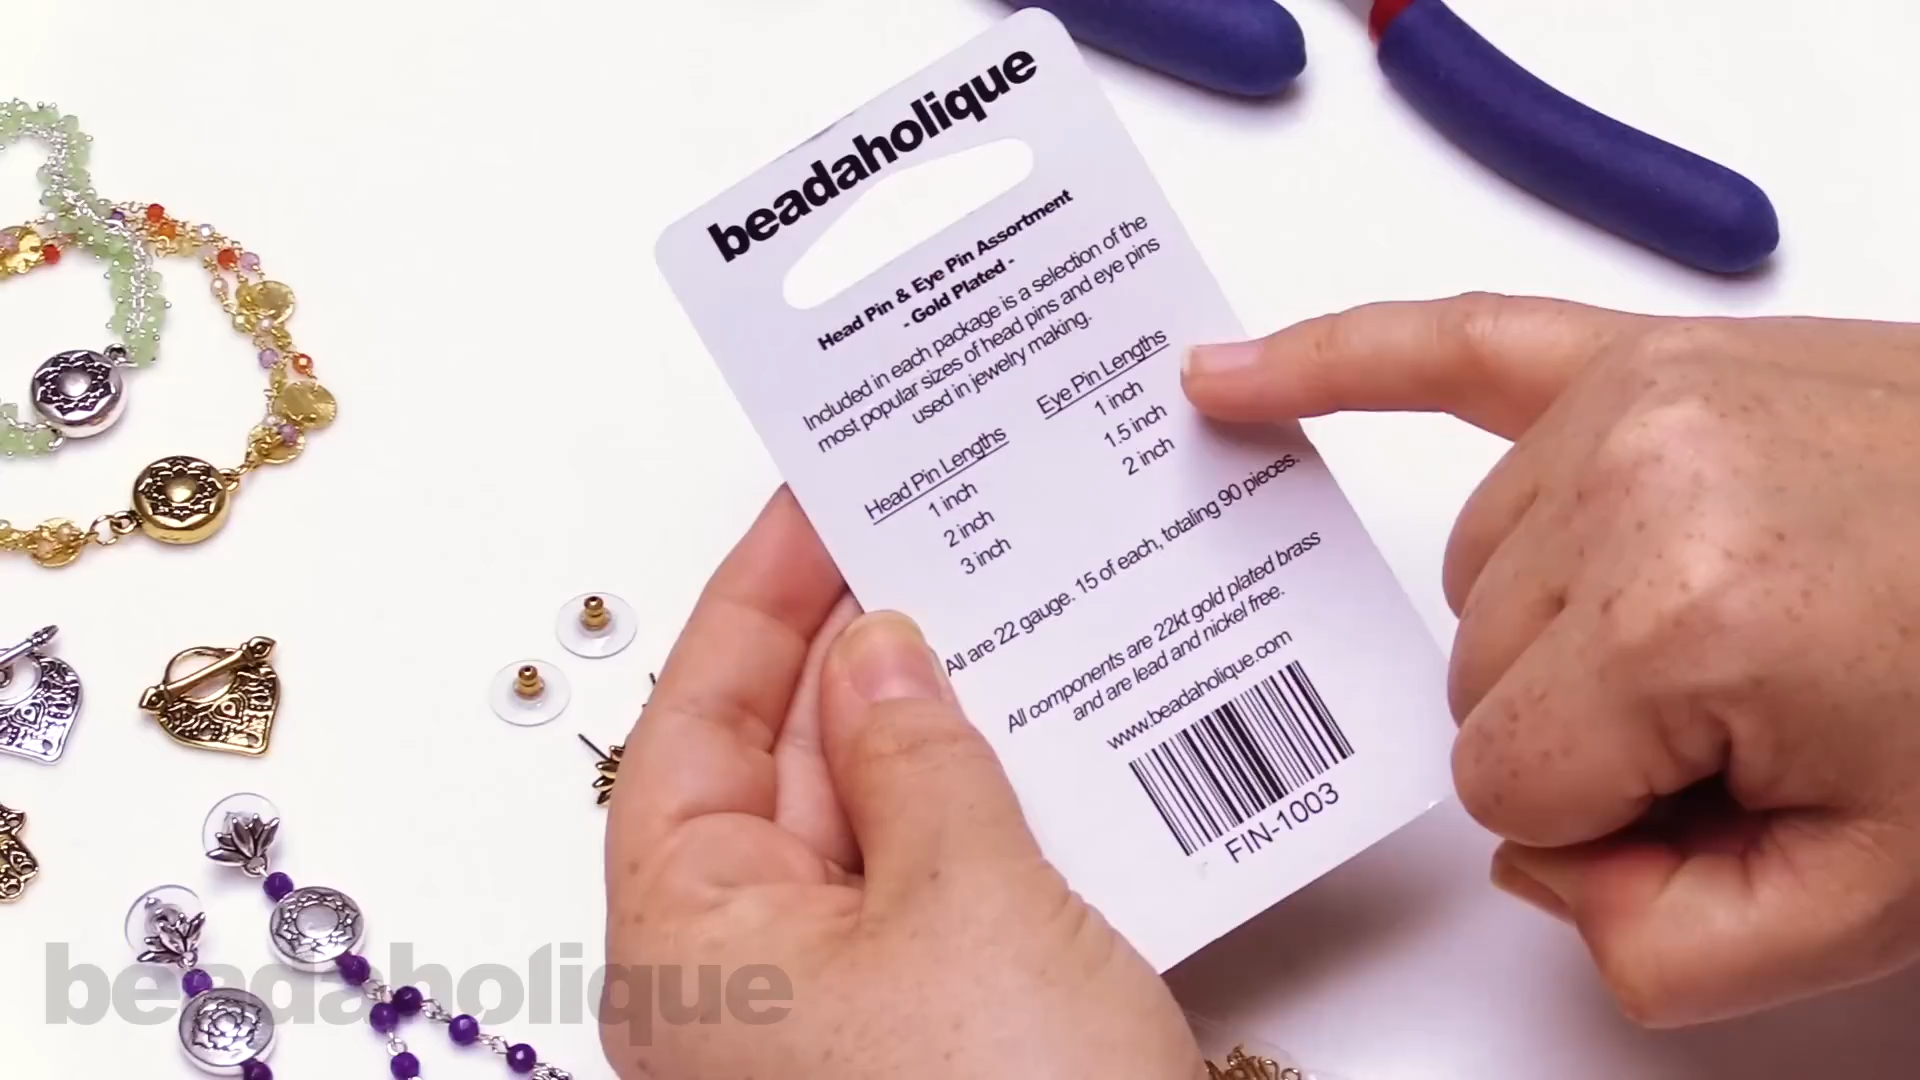 beadaholique
Head Pin & Eye Pin Assortment
- Gold Plated -
Included in each package is a selection of the
most popular sizes of head pins and eye pins
used in jewelry making.
Head Pin Lengths
1 inch
2 inch
3 inch
Eye Pin Lengths
1 inch
1.5 inch
2 inch
All are 22 gauge. 15 of each, totaling 90 pieces.
All components are 22kt gold plated brass
and are lead and nickel free.
www.beadaholique.com
FIN-1003
beadaholique